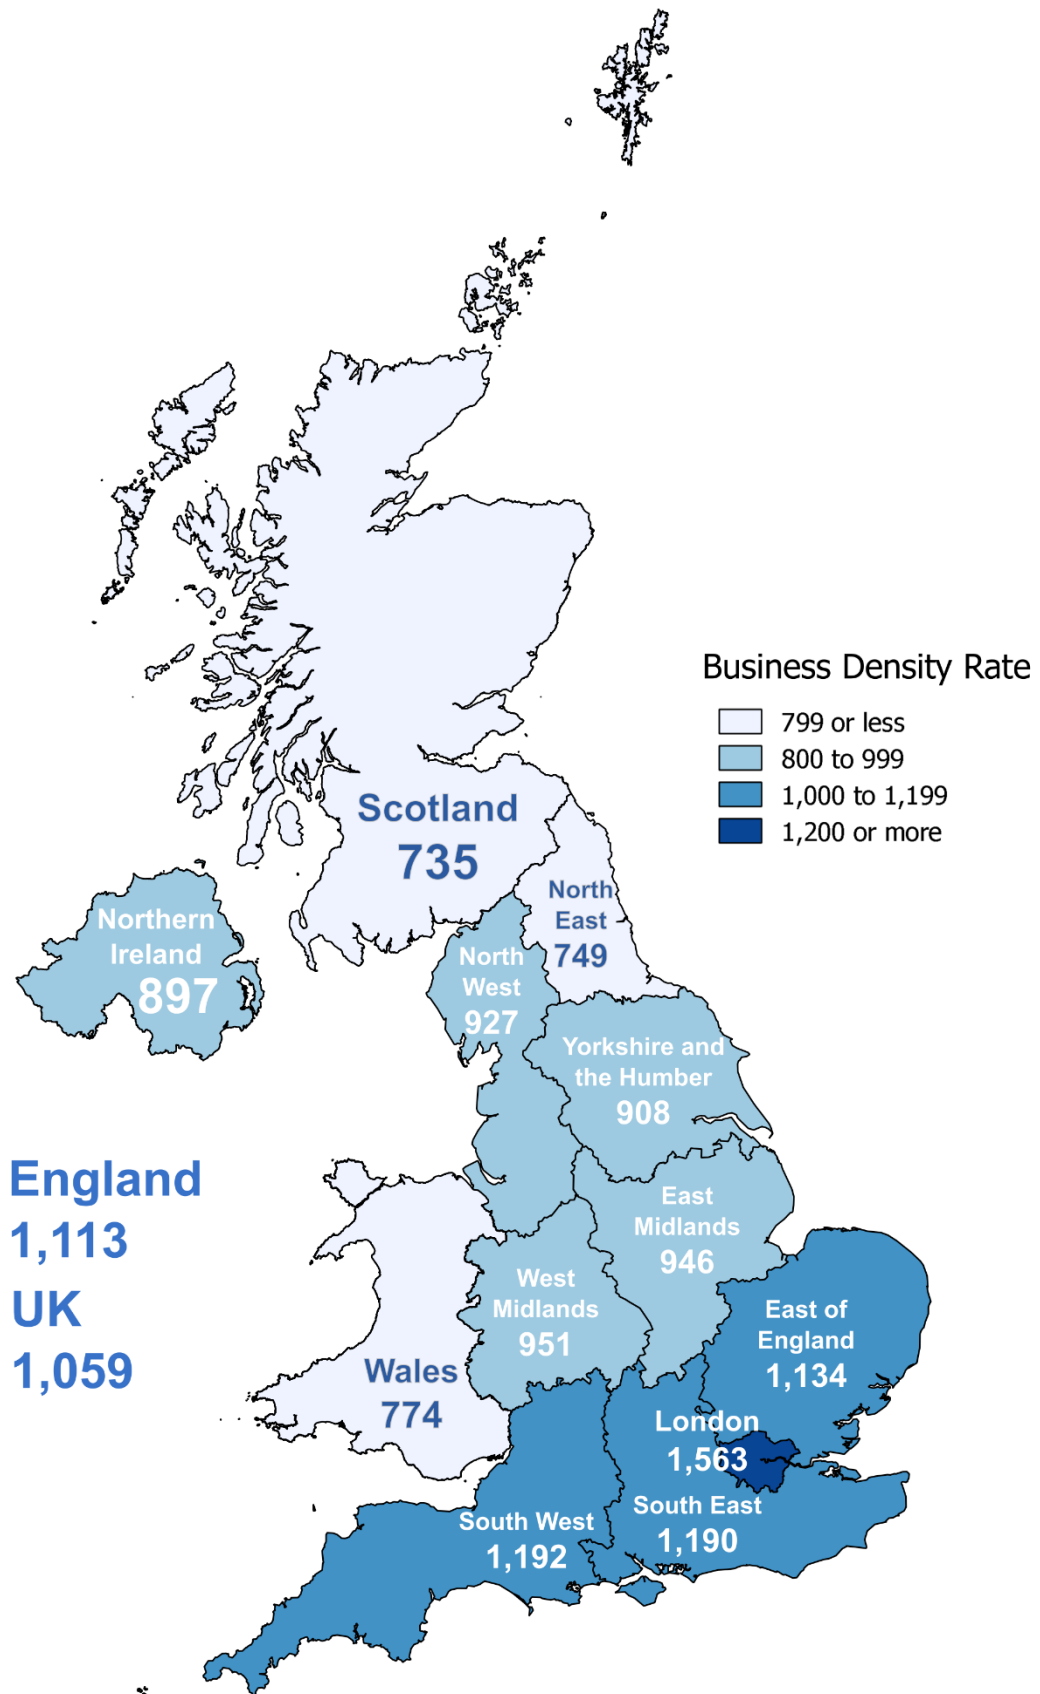 Business Density Rate
799 or less
800 to 999
1,000 to 1,199
1,200 or more
Scotland
735
North
East
749
Northern
Ireland
897
North
West
927
Yorkshire and
the Humber
908
England
1,113
UK
1,059
East
Midlands
946
West
Midlands
951
East of
England
1,134
Wales
774
London
1,563
South East
1,190
South West
1,192